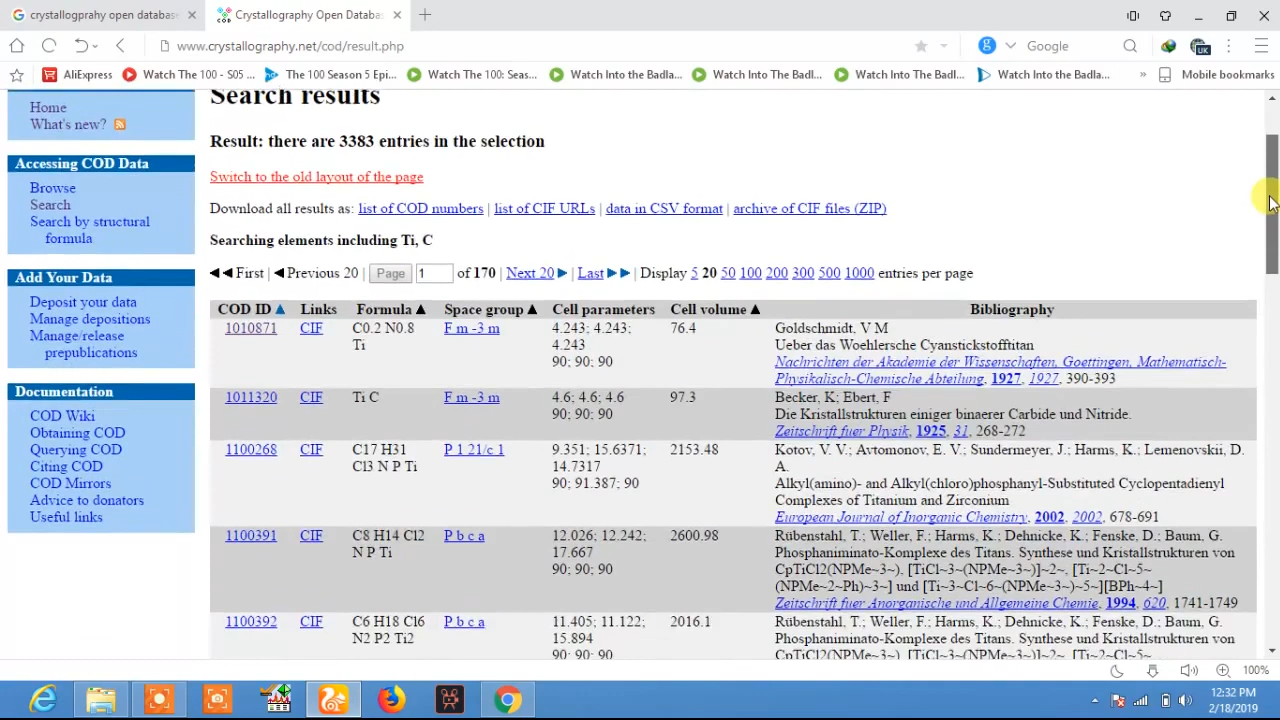 crystallogprahy open database
Crystallography Open Databas
www.crystallography.net/cod/result.php
Google
UK
AliExpress
Watch The 100 - S05 ...
The 100 Season 5 Epi...
Watch The 100: Seas...
Watch Into the Badla...
Watch Into The Badl...
Watch Into The Badl...
Watch Into the Badla...
Mobile bookmarks
Search results
Home
What's new?
Result: there are 3383 entries in the selection
Accessing COD Data
Browse
Search
Search by structural
formula
Switch to the old layout of the page
Download all results as: list of COD numbers | list of CIF URLs | data in CSV format | archive of CIF files (ZIP)
Searching elements including Ti, C
Add Your Data
Deposit your data
Manage depositions
Manage/release
prepublications
First | Previous 20 | Page 1 of 170 | Next 20 | Last | Display 5 20 50 100 200 300 500 1000 entries per page
Documentation
COD Wiki
Obtaining COD
Querying COD
Citing COD
COD Mirrors
Advice to donators
Useful links
COD ID Links Formula Space group Cell parameters Cell volume Bibliography
1010871 CIF C0.2 N0.8 F m -3 m 4.243; 4.243; 76.4 Goldschmidt, V M
Ti 4.243 Ueber das Woehlersche Cyanstickstofftitan
90; 90; 90 Nachrichten der Akademie der Wissenschaften, Goettingen, Mathematisch-
Physikalisch-Chemische Abteilung, 1927, 1927, 390-393
1011320 CIF Ti C F m -3 m 4.6; 4.6; 4.6 97.3 Becker, K; Ebert, F
90; 90; 90 Die Kristallstrukturen einiger binaerer Carbide und Nitride.
Zeitschrift fuer Physik, 1925, 31, 268-272
1100268 CIF C17 H31 P 1 21/c 1 9.351; 15.6371; 2153.48 Kotov, V. V.; Avtomonov, E. V.; Sundermeyer, J.; Harms, K.; Lemenovskii, D.
Cl3 N P Ti 14.7317 A.
90; 91.387; 90 Alkyl(amino)- and Alkyl(chloro)phosphanyl-Substituted Cyclopentadienyl
Complexes of Titanium and Zirconium
European Journal of Inorganic Chemistry, 2002, 2002, 678-691
1100391 CIF C8 H14 Cl2 P b c a 12.026; 12.242; 2600.98 Rübenstahl, T.; Weller, F.; Harms, K.; Dehnicke, K.; Fenske, D.; Baum, G.
N P Ti 17.667 Phosphaniminato-Komplexe des Titans. Synthese und Kristallstrukturen von
90; 90; 90 CpTiCl2(NPMe~3~), [TiCl~3~(NPMe~3~)]~2~, [Ti~2~Cl~5~
(NPMe~2~Ph)~3~] und [Ti~3~Cl~6~(NPMe~3~)~5~][BPh~4~]
Zeitschrift fuer Anorganische und Allgemeine Chemie, 1994, 620, 1741-1749
1100392 CIF C6 H18 Cl6 P b c a 11.405; 11.122; 2016.1 Rübenstahl, T.; Weller, F.; Harms, K.; Dehnicke, K.; Fenske, D.; Baum, G.
N2 P2 Ti2 15.894 Phosphaniminato-Komplexe des Titans. Synthese und Kristallstrukturen von
90; 90; 90 CpTiCl2(NPMe~3~), [TiCl~3~(NPMe~3~)]~2~, [Ti~2~Cl~5~
100%
12:32 PM
2/18/2019